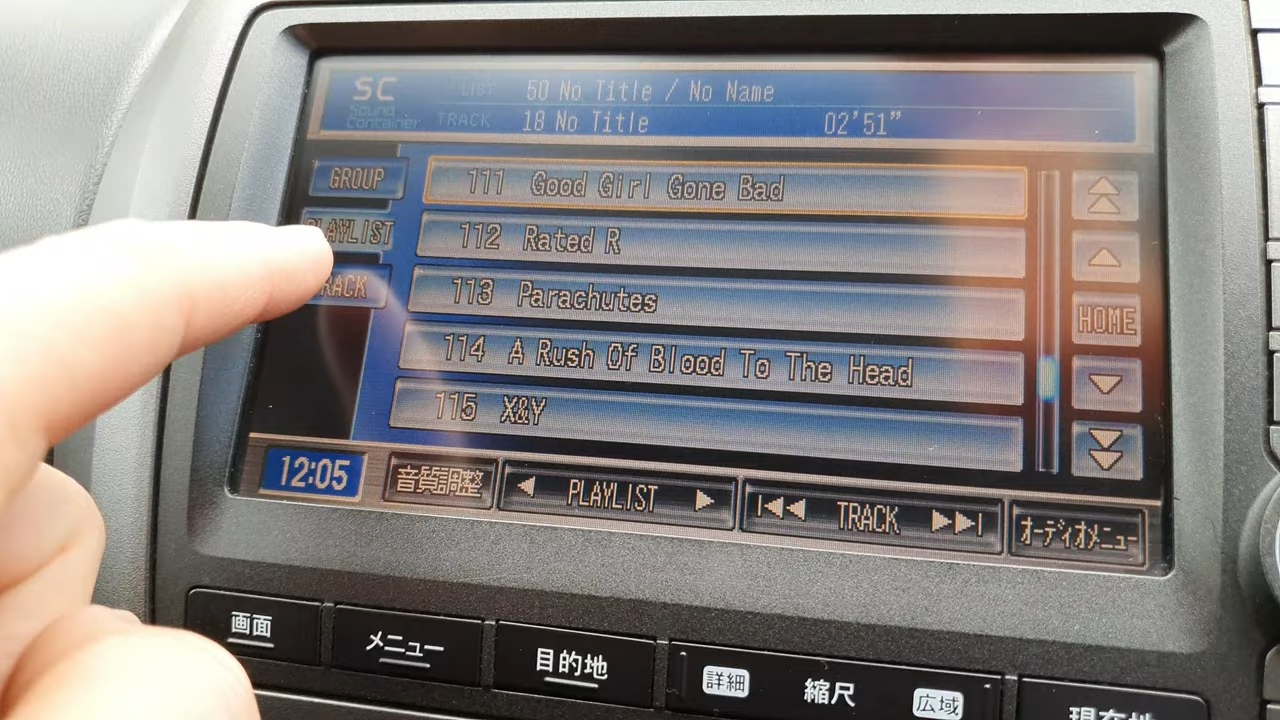 SC LIST 50 No Title / No Name
Sound Container TRACK 18 No Title 02'51"
GROUP
PLAYLIST
TRACK
111 Good Girl Gone Bad
112 Rated R
113 Parachutes
114 A Rush Of Blood To The Head
115 X&Y
HOME
12:05 音質調整 PLAYLIST TRACK オーディオメニュー
画面 メニュー 目的地 詳細 縮尺 広域 現在地